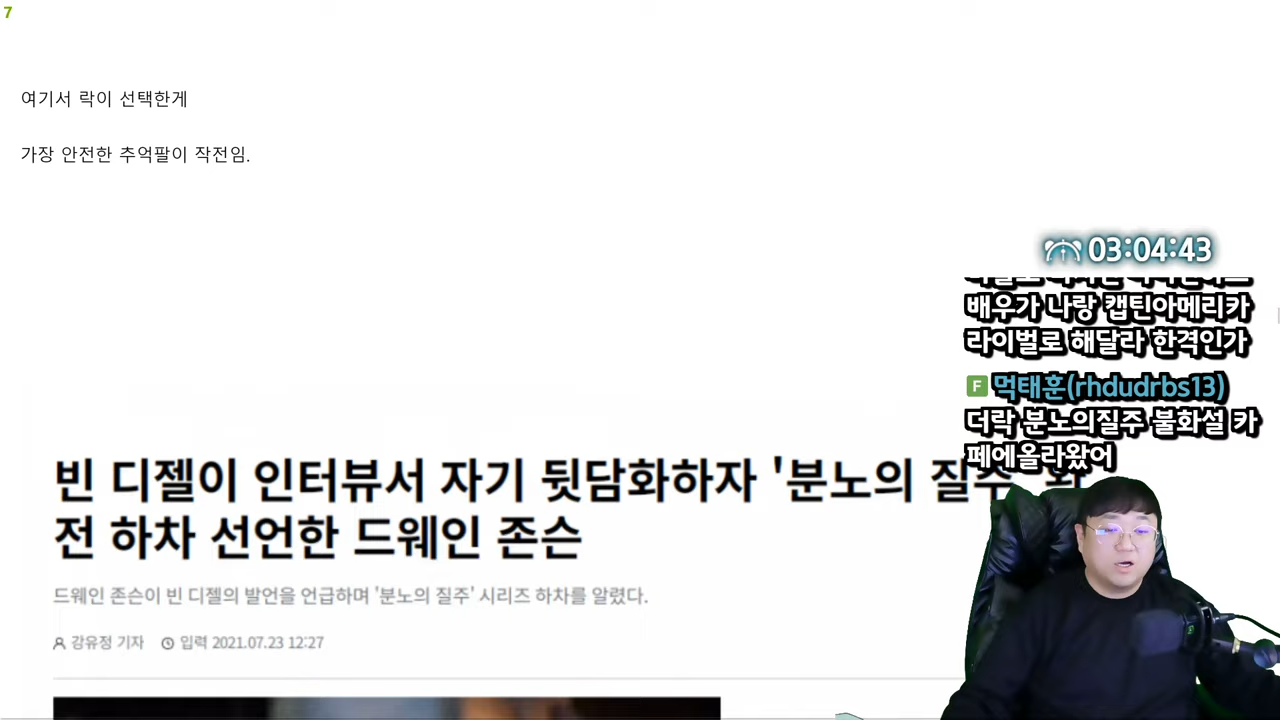 7
여기서 락이 선택한게
가장 안전한 추억팔이 작전임.
03:04:43
배우가 나랑 캡틴아메리카
라이벌로 해달라 한격인가
F 먹태훈(rhdudrbs13)
더락 분노의질주 불화설 카
페에올라왔어
빈 디젤이 인터뷰서 자기 뒷담화하자 '분노의 질주'
전 하차 선언한 드웨인 존슨
드웨인 존슨이 빈 디젤의 발언을 언급하며 '분노의 질주' 시리즈 하차를 알렸다.
강유정 기자 입력 2021.07.23 12:27